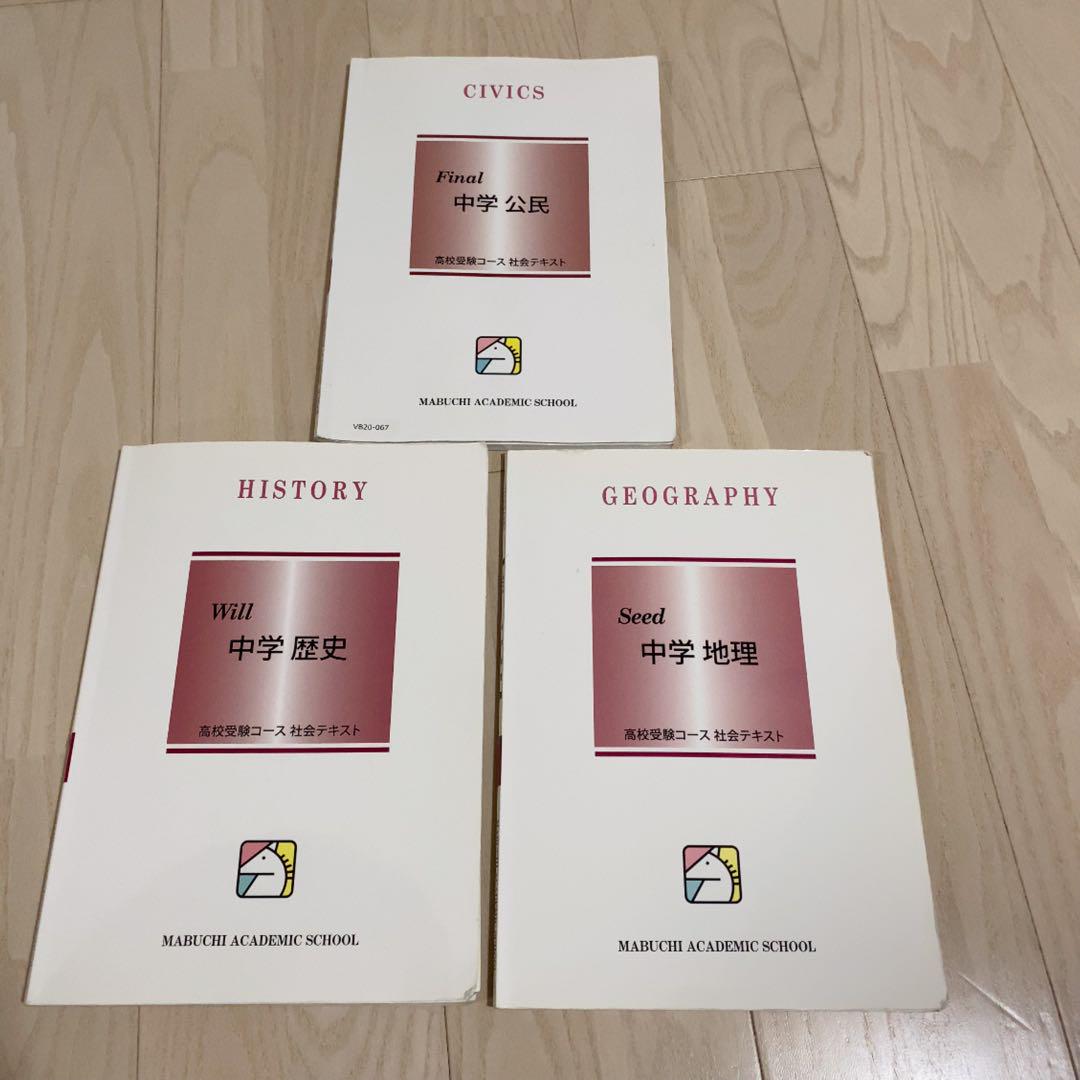 CIVICS
Final
中学 公民
高校受験コース 社会テキスト
MABUCHI ACADEMIC SCHOOL
VB20-067
HISTORY
Will
中学 歴史
高校受験コース 社会テキスト
MABUCHI ACADEMIC SCHOOL
GEOGRAPHY
Seed
中学 地理
高校受験コース 社会テキスト
MABUCHI ACADEMIC SCHOOL